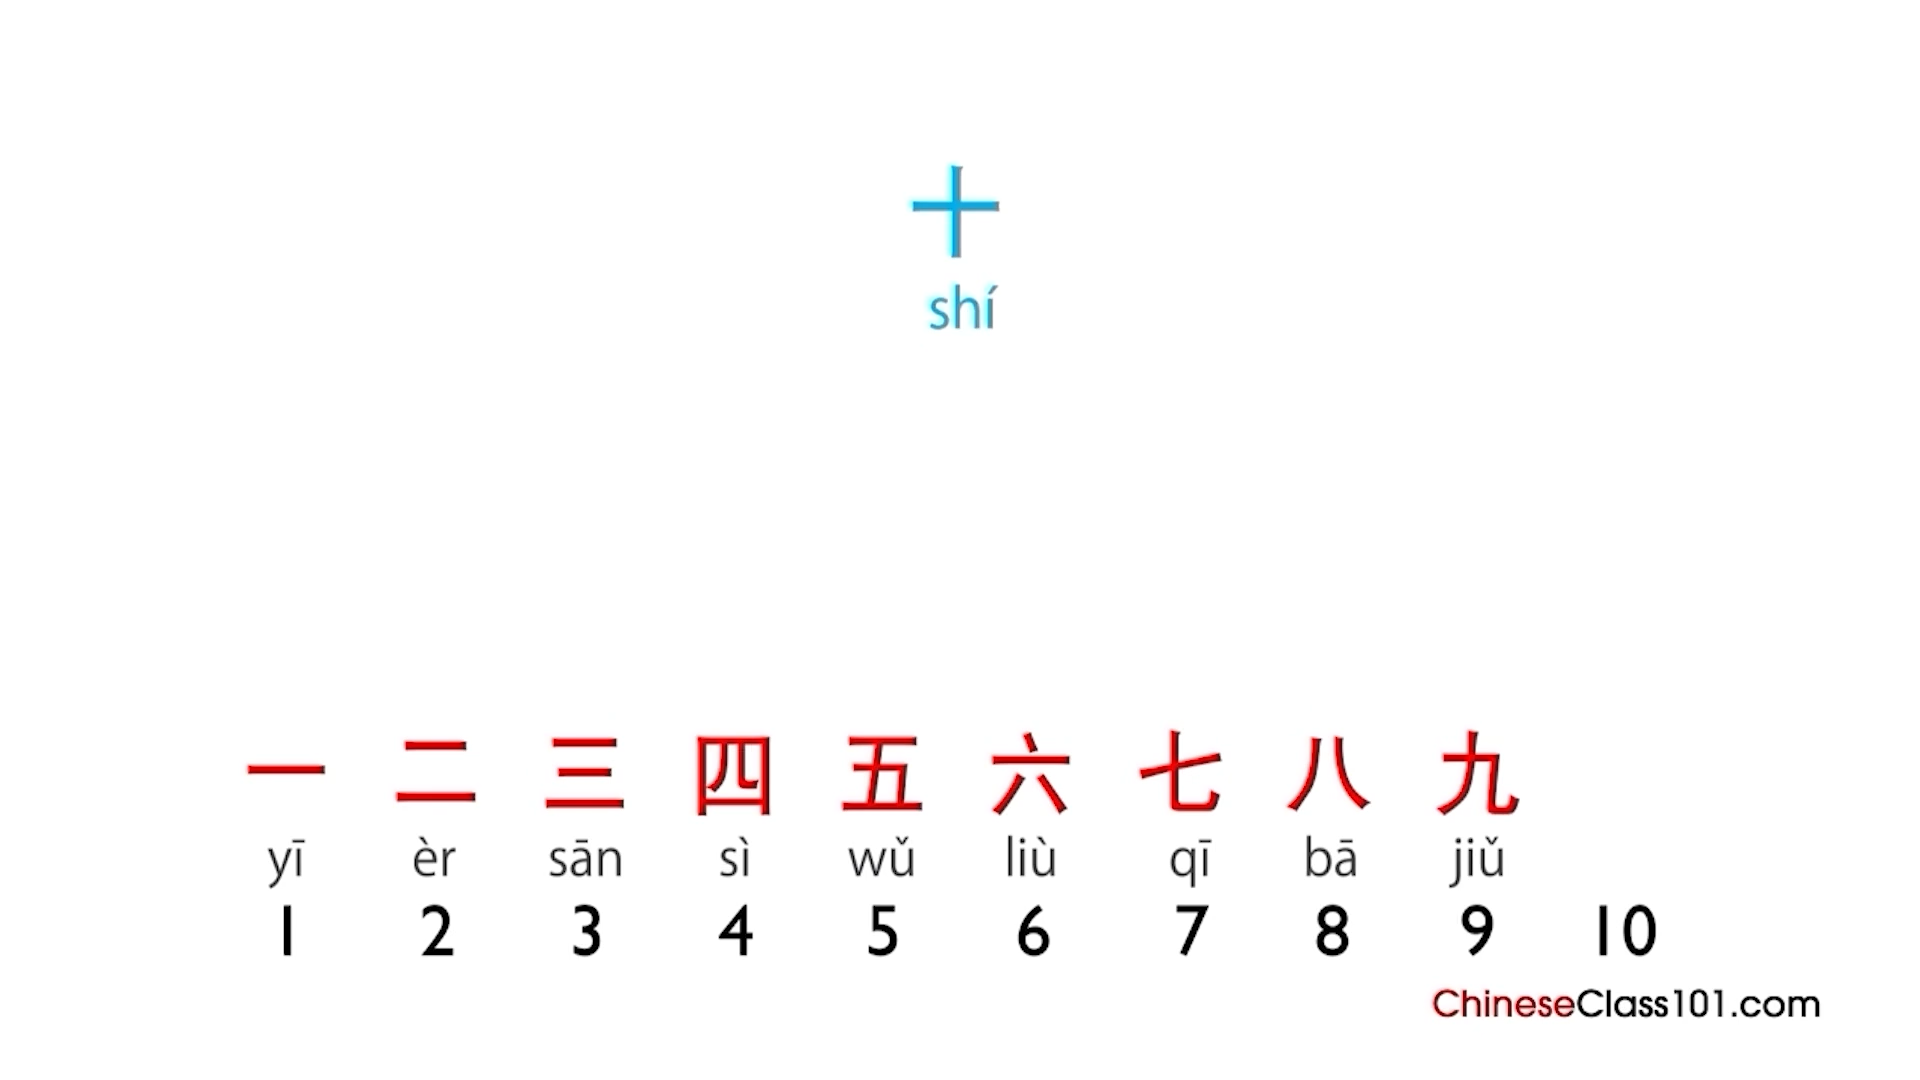 十
shí
一 二 三 四 五 六 七 八 九
yī èr sān sì wǔ liù qī bā jiǔ
1 2 3 4 5 6 7 8 9 10
ChineseClass101.com